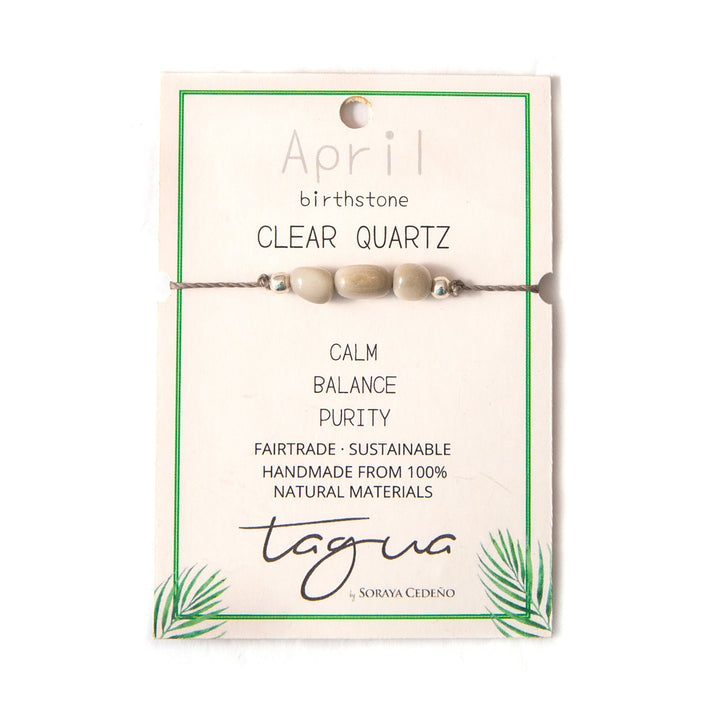 April
birthstone
CLEAR QUARTZ
CALM
BALANCE
PURITY
FAIRTRADE · SUSTAINABLE
HANDMADE FROM 100%
NATURAL MATERIALS
tagua
by SORAYA CEDEÑO